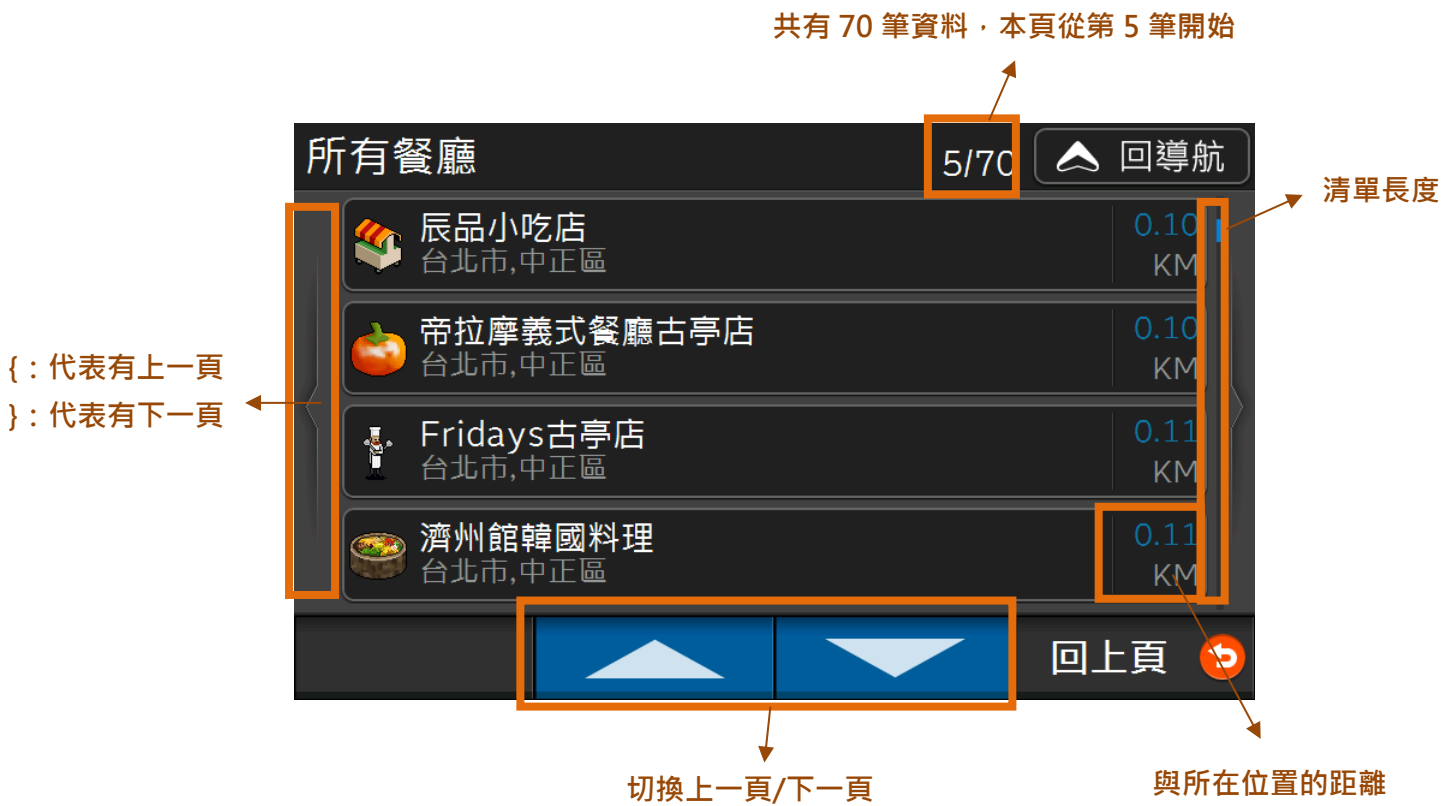 共有 70 筆資料，本頁從第 5 筆開始
所有餐廳
5/70
回導航
清單長度
辰品小吃店
台北市,中正區
0.10
KM
帝拉摩義式餐廳古亭店
台北市,中正區
0.10
KM
{：代表有上一頁
}：代表有下一頁
Fridays古亭店
台北市,中正區
0.11
KM
濟州館韓國料理
台北市,中正區
0.11
KM
回上頁
切換上一頁/下一頁
與所在位置的距離